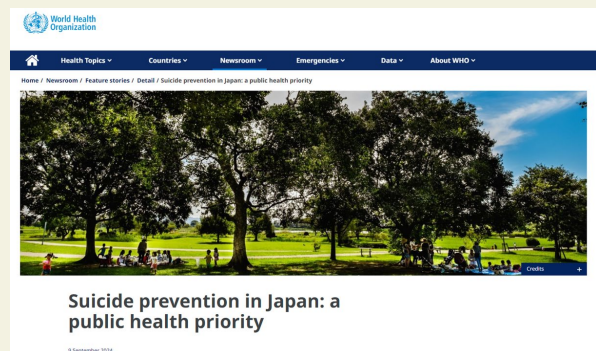 World Health
Organization
Health Topics Countries Newsroom Emergencies Data About WHO
Home / Newsroom / Feature stories / Detail / Suicide prevention in Japan: a public health priority
Credits +
Suicide prevention in Japan: a
public health priority
9 September 2024